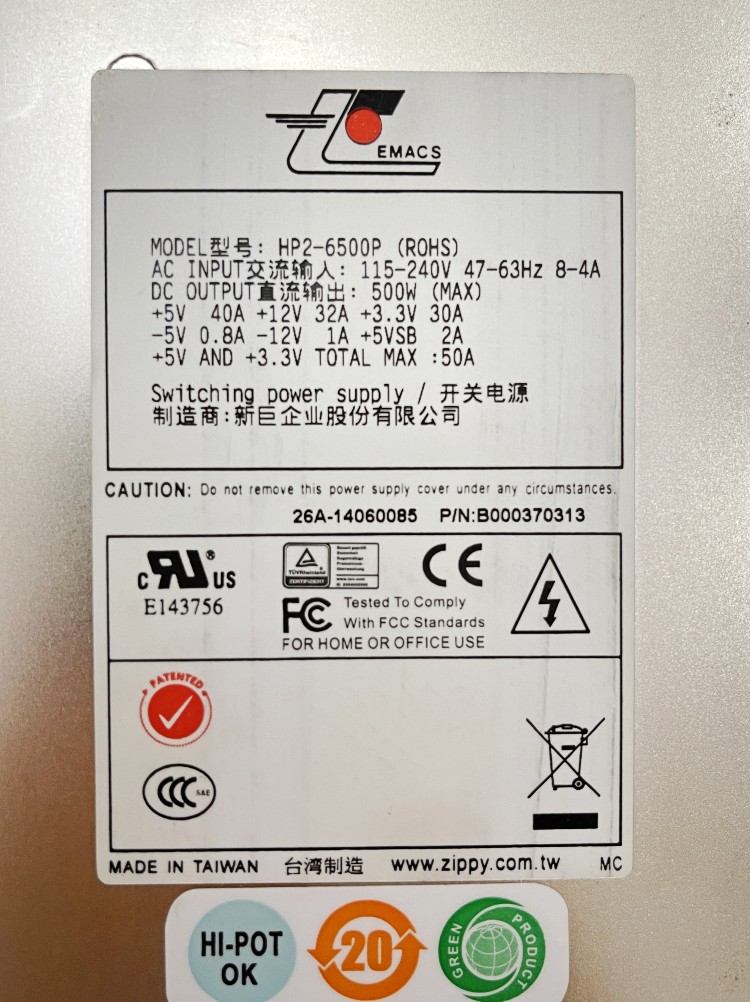 EMACS
MODEL型号: HP2-6500P (ROHS)
AC INPUT交流输入: 115-240V 47-63Hz 8-4A
DC OUTPUT直流输出: 500W (MAX)
+5V 40A +12V 32A +3.3V 30A
-5V 0.8A -12V 1A +5VSB 2A
+5V AND +3.3V TOTAL MAX :50A
Switching power supply / 开关电源
制造商:新巨企业股份有限公司
CAUTION: Do not remove this power supply cover under any circumstances.
26A-14060085 P/N:B000370313
C RU ® US
E143756
TÜVRheinland
ZERTIFIZIERT
CE
FC
Tested To Comply
With FCC Standards
FOR HOME OR OFFICE USE
PATENTED
CCC S&E
MADE IN TAIWAN 台湾制造 www.zippy.com.tw MC
HI-POT
OK
20
GREEN PRODUCT